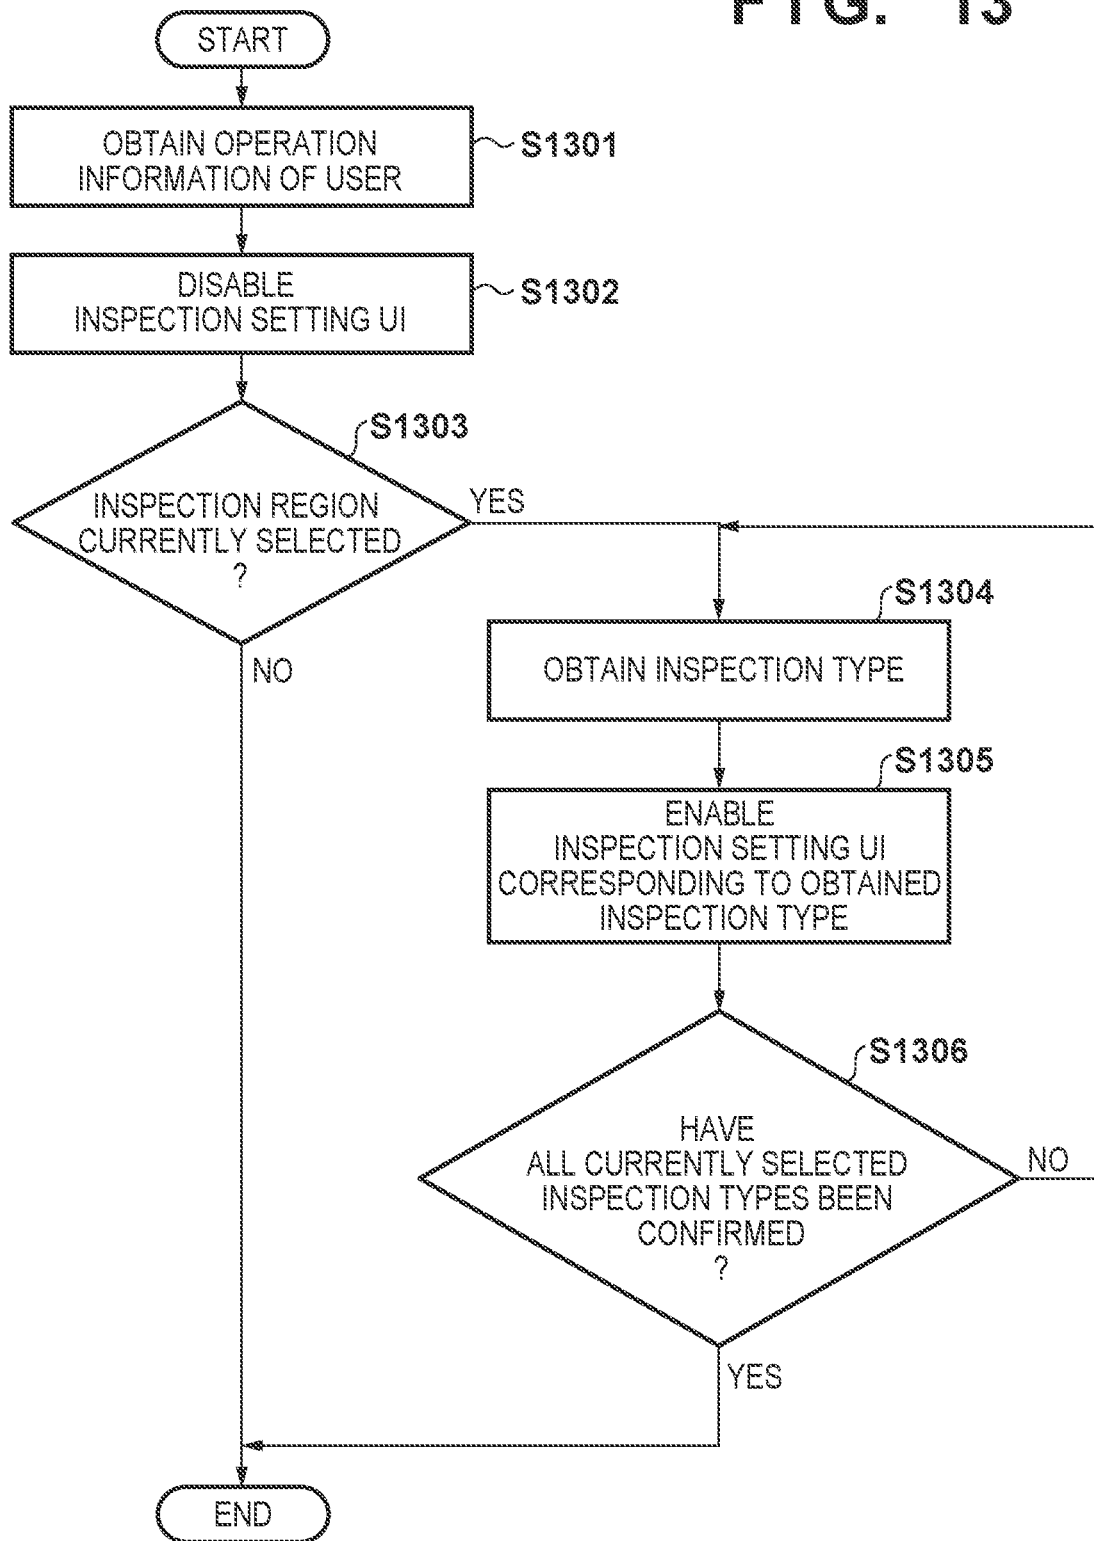 FIG. 13
START
OBTAIN OPERATION
INFORMATION OF USER
S1301
DISABLE
INSPECTION SETTING UI
S1302
S1303
INSPECTION REGION
CURRENTLY SELECTED
?
YES
NO
S1304
OBTAIN INSPECTION TYPE
S1305
ENABLE
INSPECTION SETTING UI
CORRESPONDING TO OBTAINED
INSPECTION TYPE
S1306
HAVE
ALL CURRENTLY SELECTED
INSPECTION TYPES BEEN
CONFIRMED
?
NO
YES
END